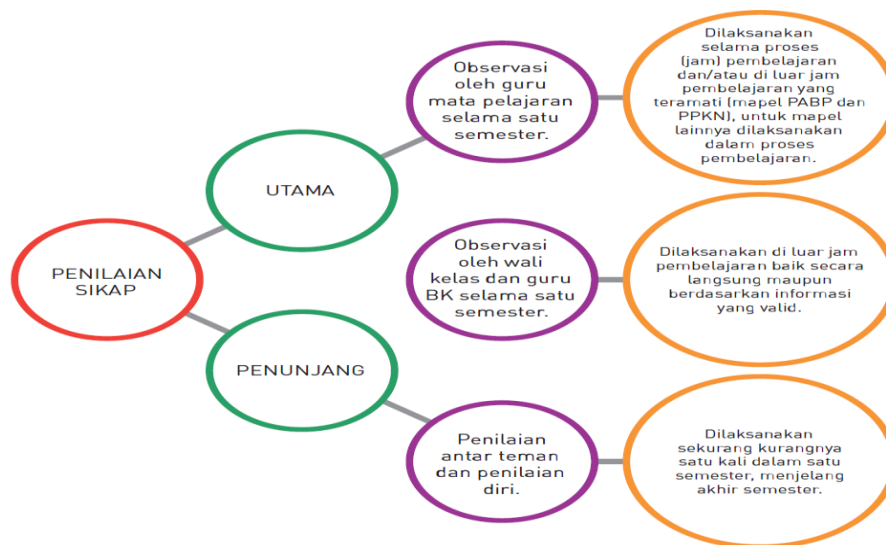 PENILAIAN
SIKAP
UTAMA
Observasi
oleh guru
mata pelajaran
selama satu
semester.
Dilaksanakan
selama proses
(jam) pembelajaran
dan/atau di luar jam
pembelajaran yang
teramati (mapel PABP dan
PPKN), untuk mapel
lainnya dilaksanakan
dalam proses
pembelajaran.
Observasi
oleh wali
kelas dan guru
BK selama satu
semester.
Dilaksanakan di luar jam
pembelajaran baik secara
langsung maupun
berdasarkan informasi
yang valid.
PENUNJANG
Penilaian
antar teman
dan penilaian
diri.
Dilaksanakan
sekurang kurangnya
satu kali dalam satu
semester, menjelang
akhir semester.